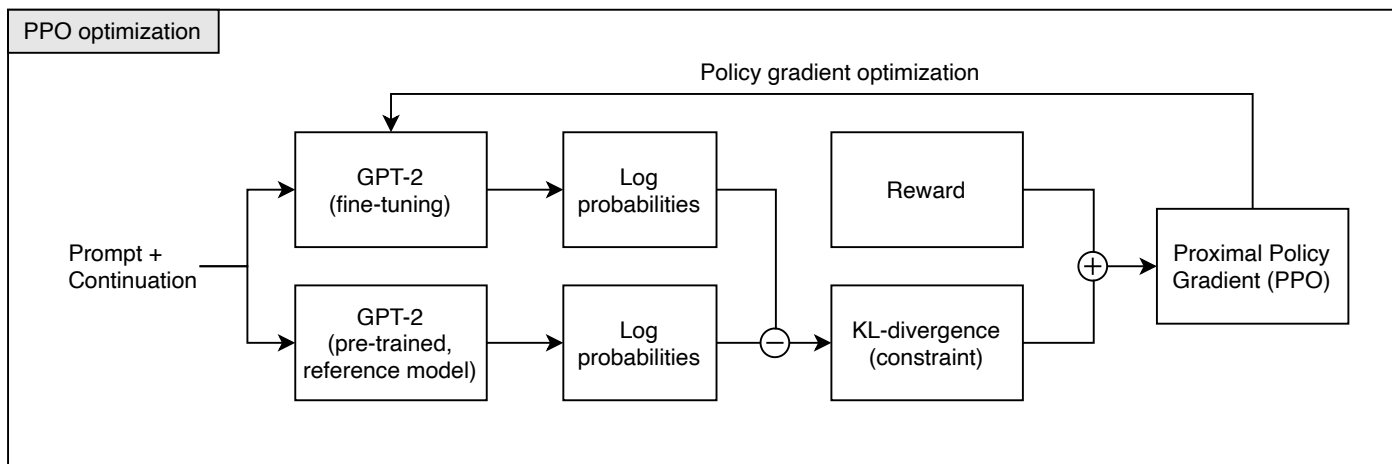 PPO optimization
Policy gradient optimization
GPT-2
(fine-tuning)
Log
probabilities
Reward
Prompt +
Continuation
+
Proximal Policy
Gradient (PPO)
GPT-2
(pre-trained,
reference model)
Log
probabilities
−
KL-divergence
(constraint)